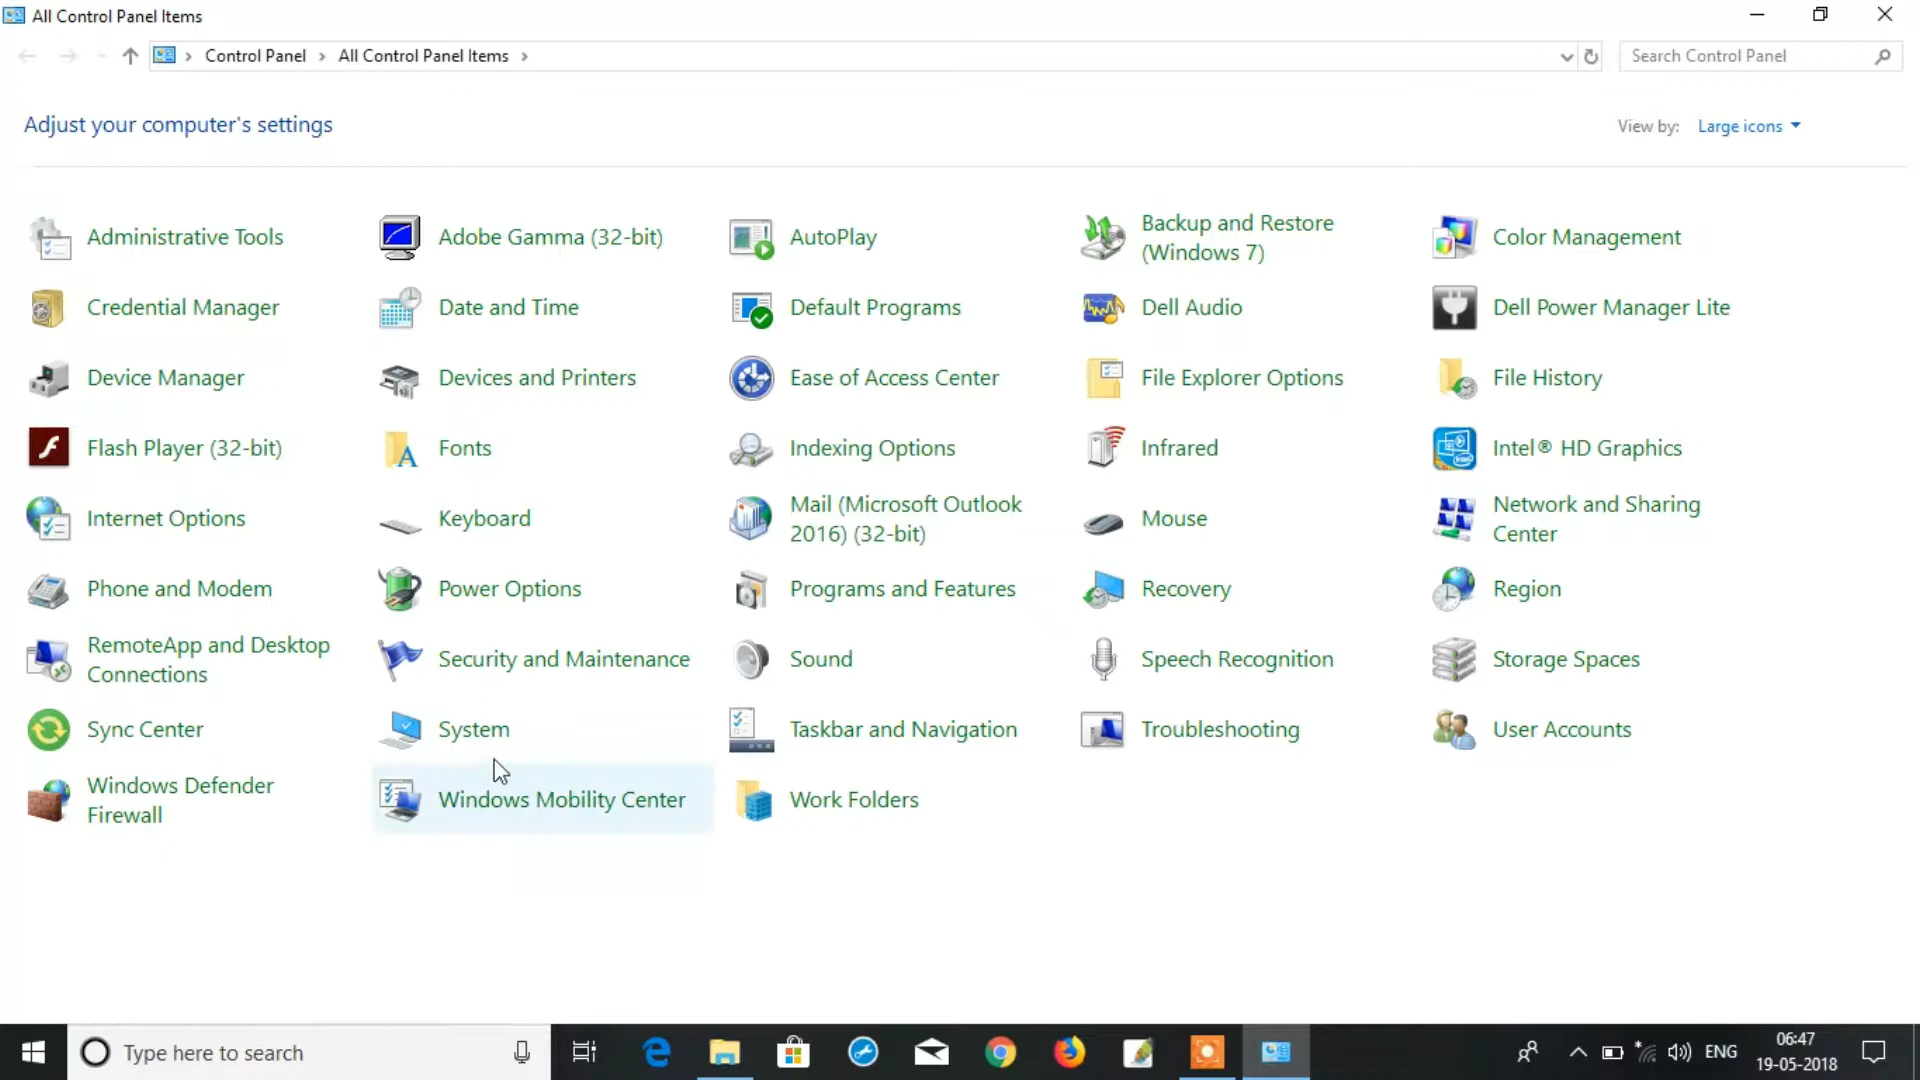 All Control Panel Items
Control Panel
All Control Panel Items
Search Control Panel
Adjust your computer's settings
View by:
Large icons
Administrative Tools
Adobe Gamma (32-bit)
AutoPlay
Backup and Restore
(Windows 7)
Color Management
Credential Manager
Date and Time
Default Programs
Dell Audio
Dell Power Manager Lite
Device Manager
Devices and Printers
Ease of Access Center
File Explorer Options
File History
Flash Player (32-bit)
Fonts
Indexing Options
Infrared
Intel® HD Graphics
Internet Options
Keyboard
Mail (Microsoft Outlook
2016) (32-bit)
Mouse
Network and Sharing
Center
Phone and Modem
Power Options
Programs and Features
Recovery
Region
RemoteApp and Desktop
Connections
Security and Maintenance
Sound
Speech Recognition
Storage Spaces
Sync Center
System
Taskbar and Navigation
Troubleshooting
User Accounts
Windows Defender
Firewall
Windows Mobility Center
Work Folders
Type here to search
ENG
06:47
19-05-2018